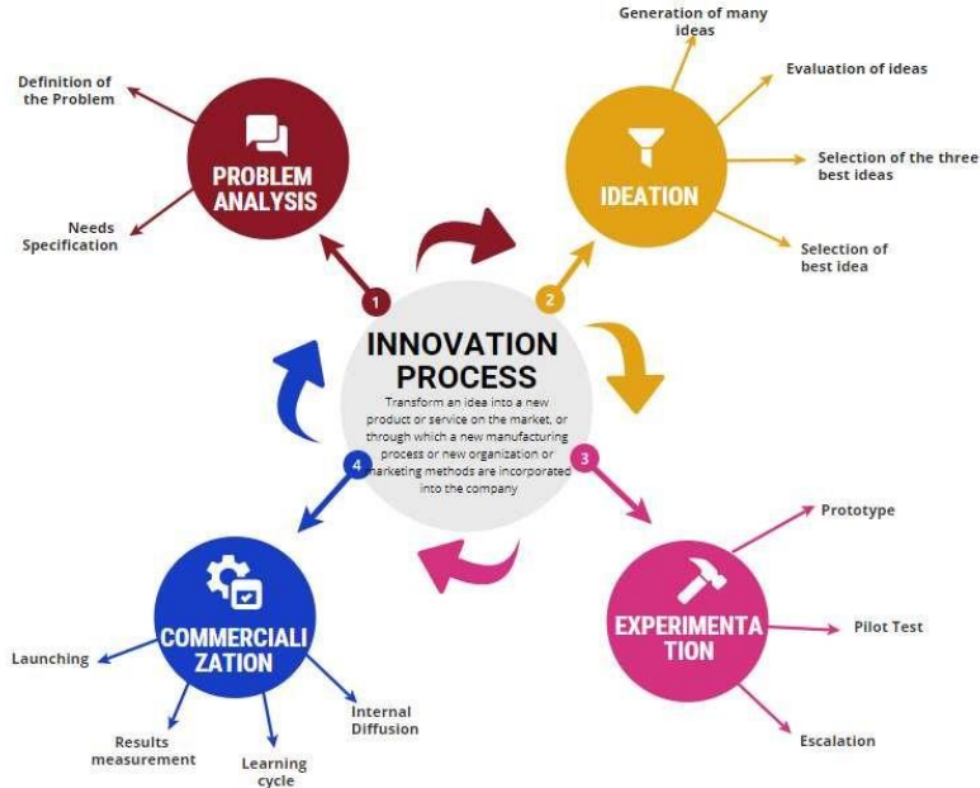 Generation of many
ideas
Definition of
the Problem
Evaluation of ideas
PROBLEM
ANALYSIS
IDEATION
Selection of the three
best ideas
Needs
Specification
Selection of
best idea
1
2
INNOVATION
PROCESS
Transform an idea into a new
product or service on the market, or
through which a new manufacturing
process or new organization or
marketing methods are incorporated
into the company
4
3
Prototype
EXPERIMENTA
TION
Pilot Test
Escalation
COMMERCIALI
ZATION
Launching
Results
measurement
Learning
cycle
Internal
Diffusion